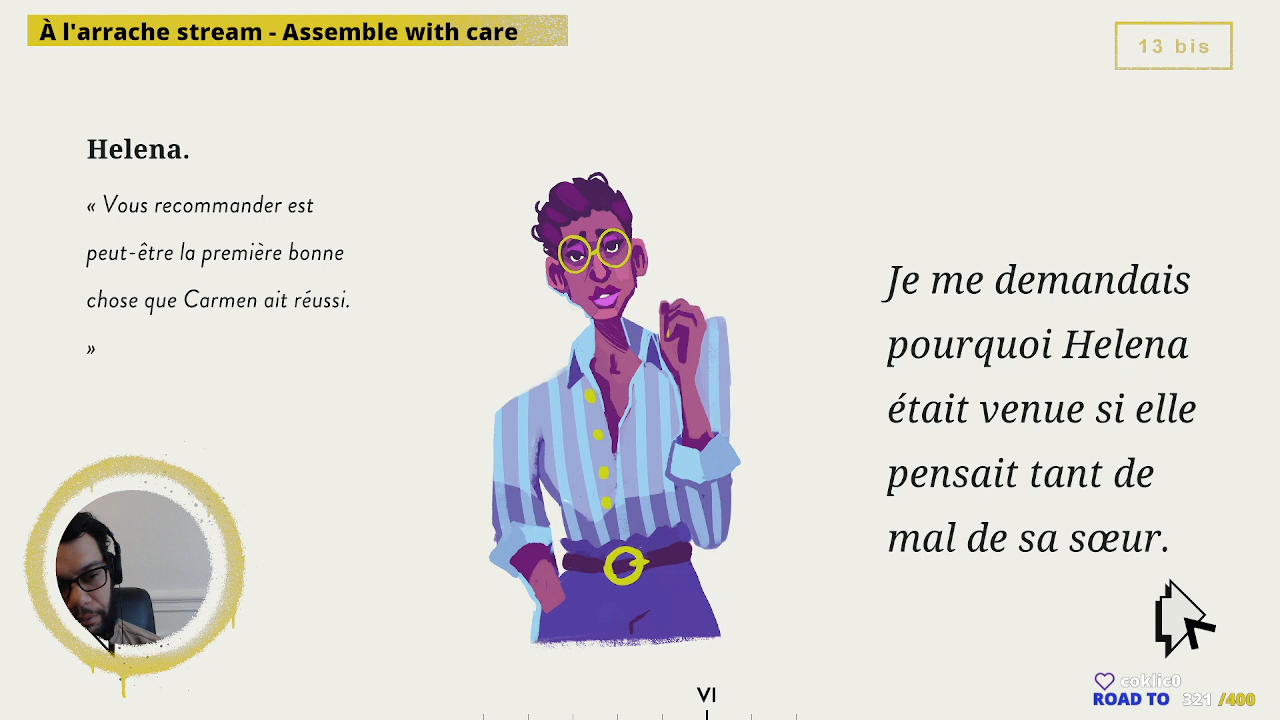 À l'arrache stream - Assemble with care
13 bis
Helena.
« Vous recommander est
peut-être la première bonne
chose que Carmen ait réussi.
»
Je me demandais
pourquoi Helena
était venue si elle
pensait tant de
mal de sa sœur.
VI
coklic0
ROAD TO 321 /400